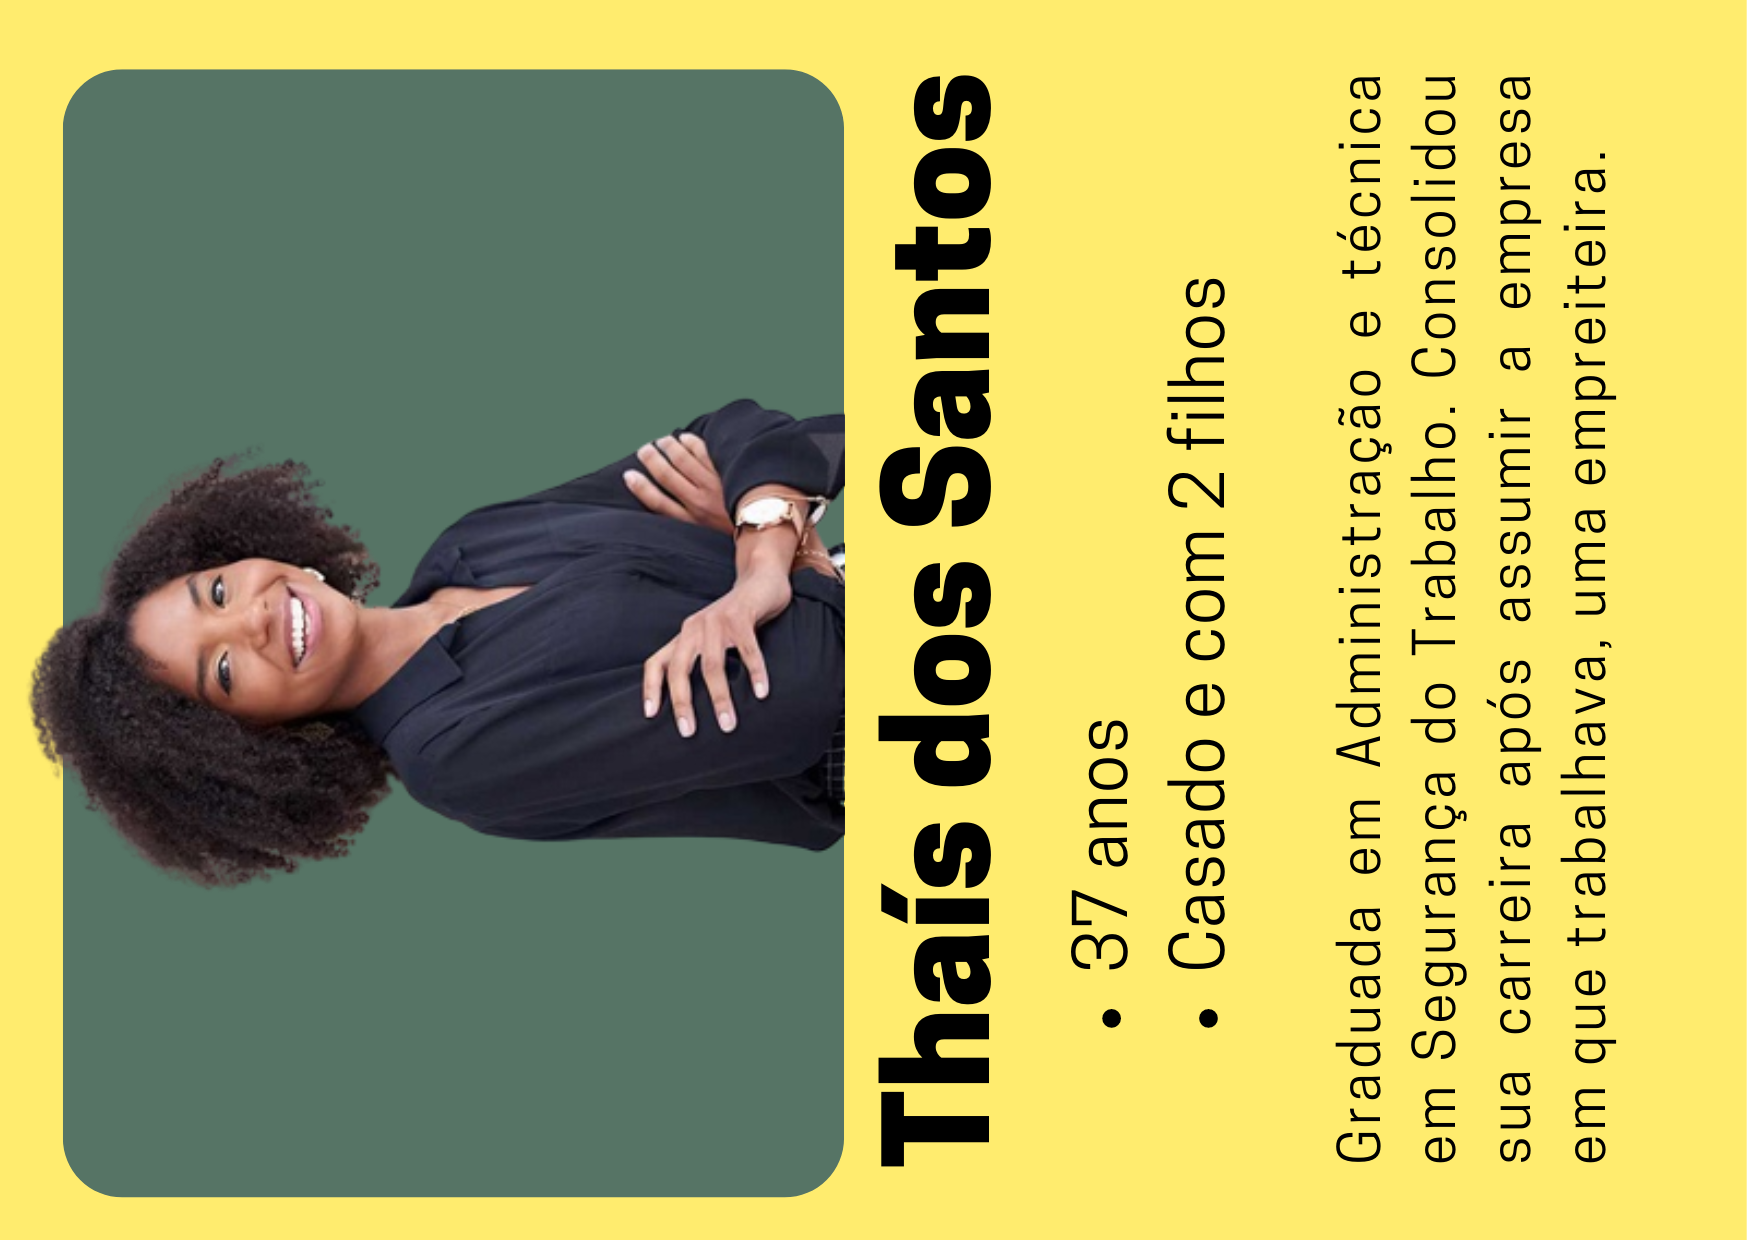 Thaís dos Santos
• 37 anos
• Casado e com 2 filhos
Graduada em Administração e técnica
em Segurança do Trabalho. Consolidou
sua carreira após assumir a empresa
em que trabalhava, uma empreiteira.